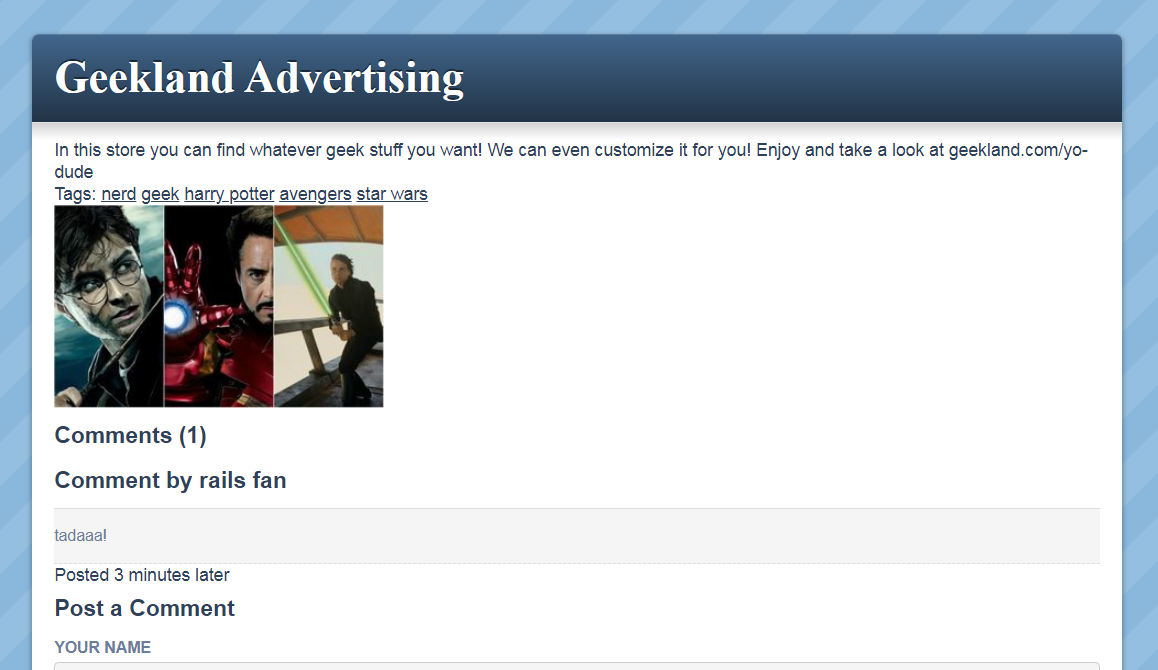 Geekland Advertising
In this store you can find whatever geek stuff you want! We can even customize it for you! Enjoy and take a look at geekland.com/yo-
dude
Tags: nerd geek harry potter avengers star wars
Comments (1)
Comment by rails fan
tadaaa!
Posted 3 minutes later
Post a Comment
YOUR NAME